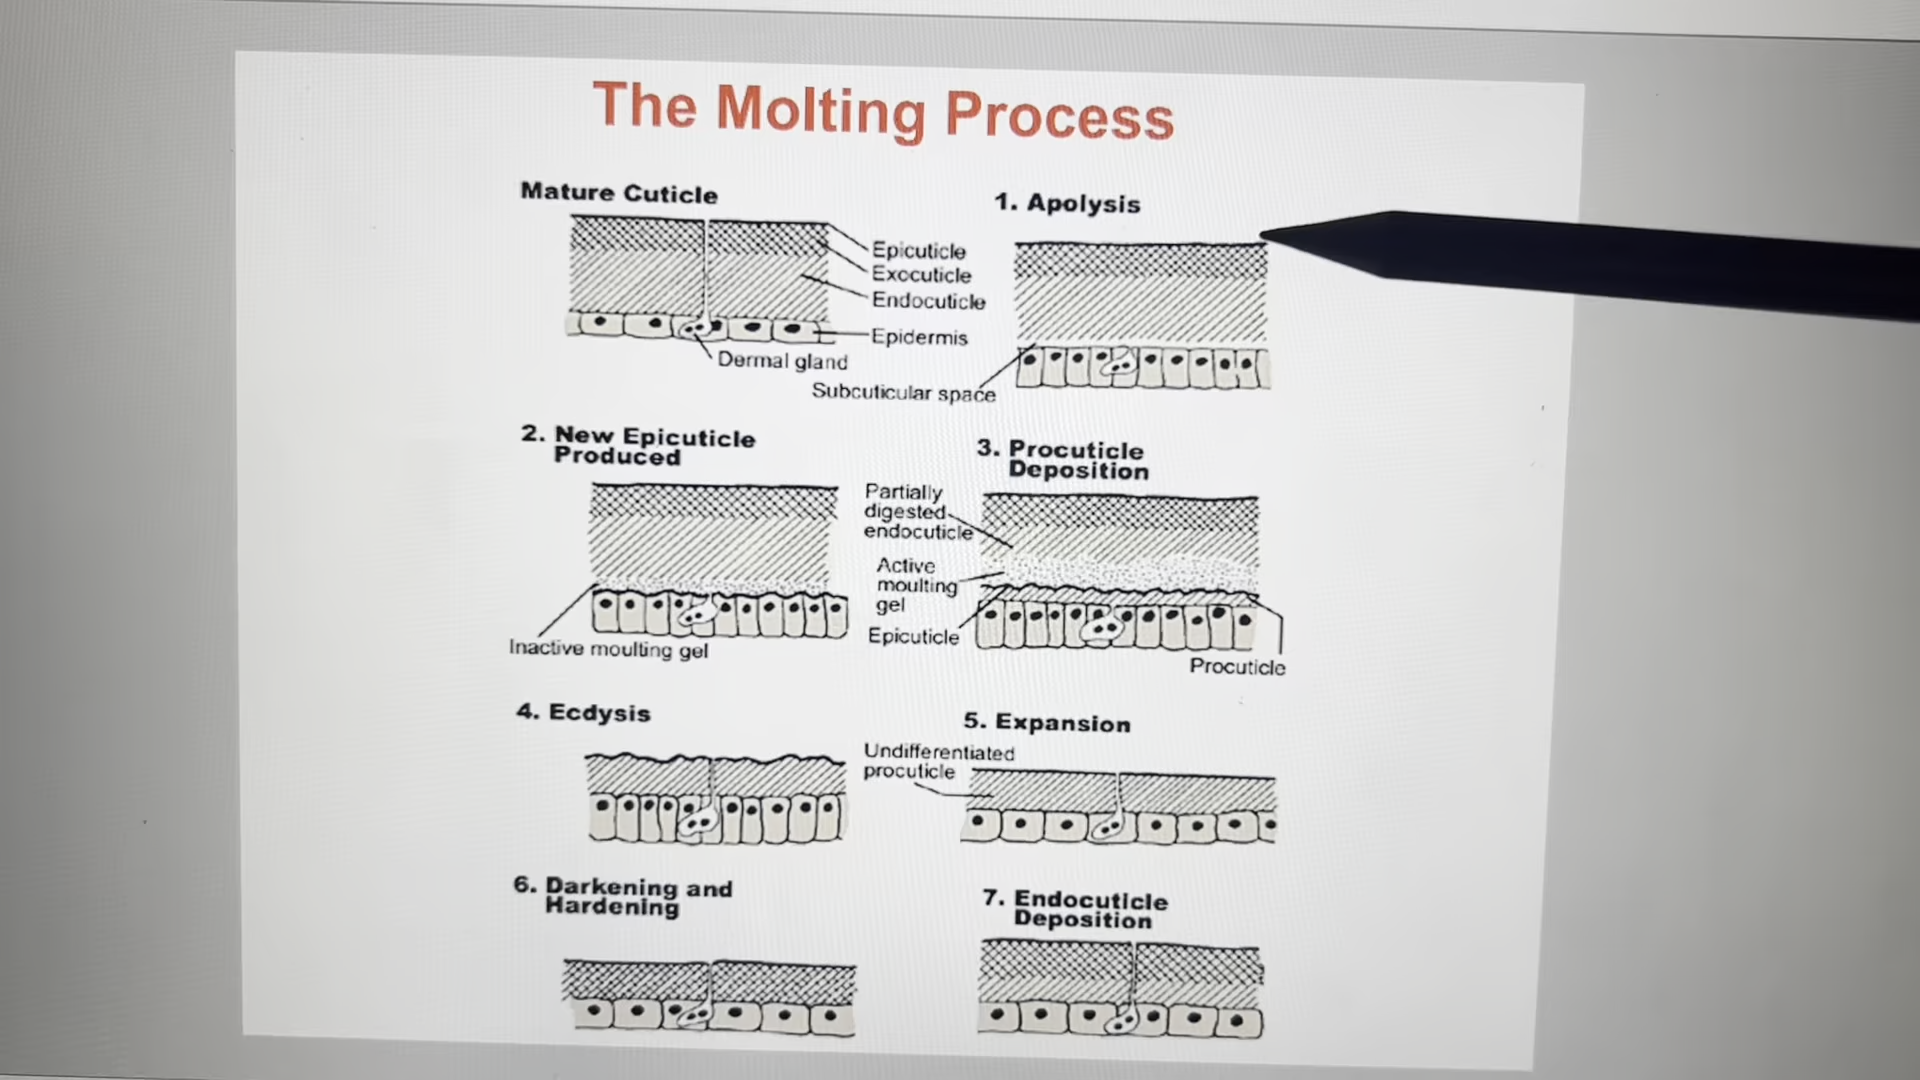 The Molting Process
Mature Cuticle
Epicuticle
Exocuticle
Endocuticle
Epidermis
Dermal gland
1. Apolysis
Subcuticular space
2. New Epicuticle
Produced
Inactive moulting gel
3. Procuticle
Deposition
Partially
digested
endocuticle
Active
moulting
gel
Epicuticle
Procuticle
4. Ecdysis
5. Expansion
Undifferentiated
procuticle
6. Darkening and
Hardening
7. Endocuticle
Deposition